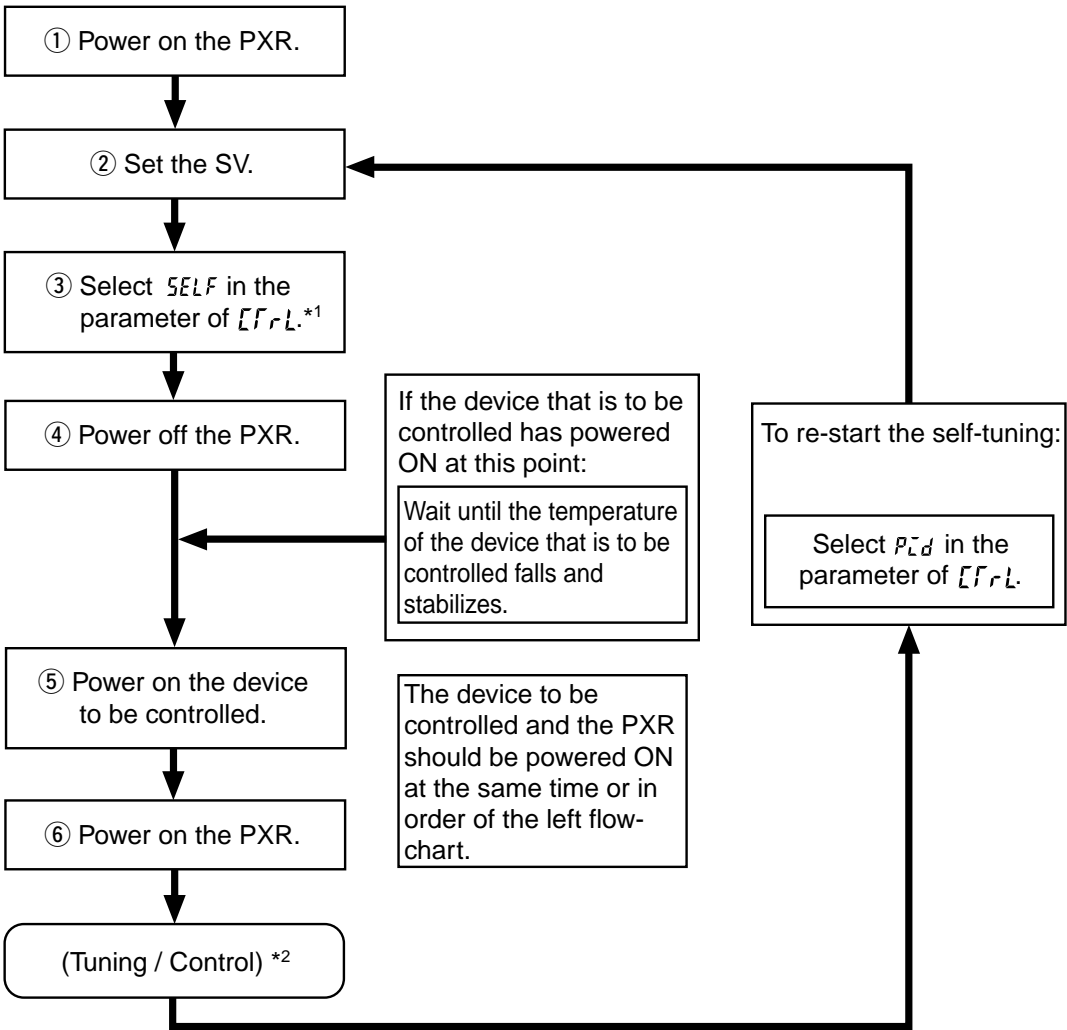 ① Power on the PXR.
② Set the SV.
③ Select SELF in the
parameter of CTrL.*1
④ Power off the PXR.
If the device that is to be
controlled has powered
ON at this point:
Wait until the temperature
of the device that is to be
controlled falls and
stabilizes.
To re-start the self-tuning:
Select Pid in the
parameter of CTrL.
⑤ Power on the device
to be controlled.
The device to be
controlled and the PXR
should be powered ON
at the same time or in
order of the left flow-
chart.
⑥ Power on the PXR.
(Tuning / Control) *2